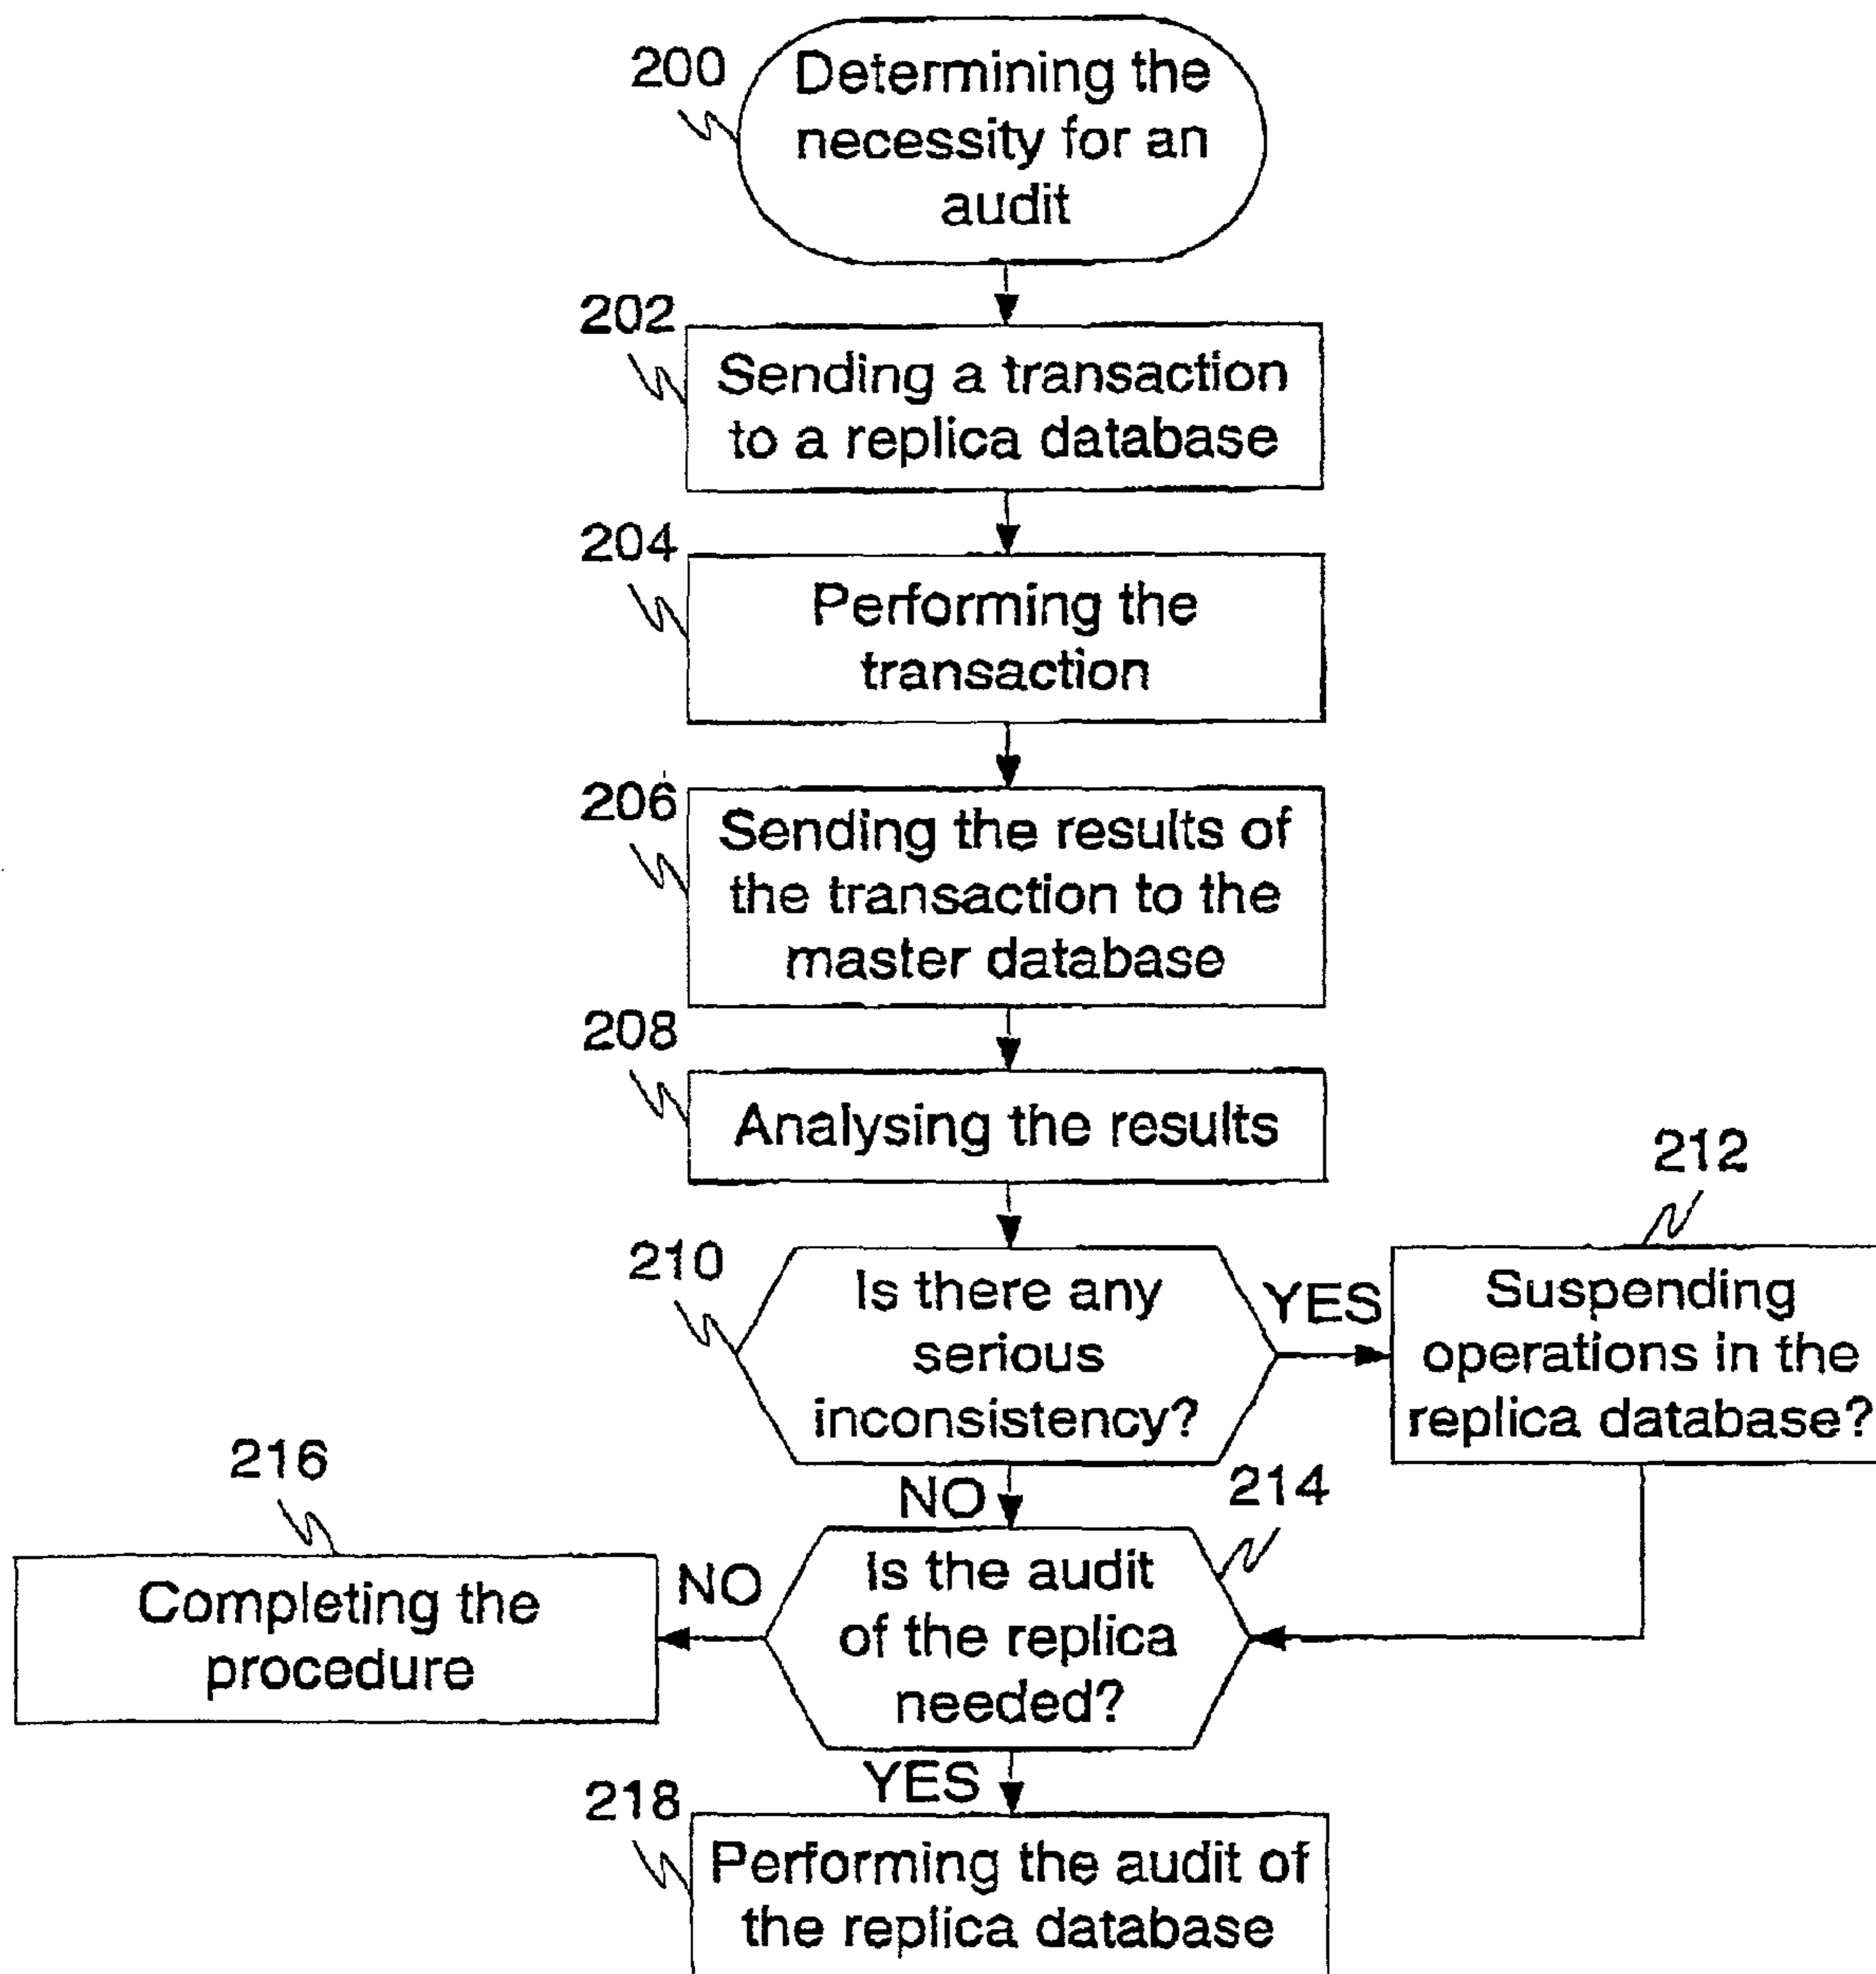 200
Determining the
necessity for an
audit
202
Sending a transaction
to a replica database
204
Performing the
transaction
206
Sending the results of
the transaction to the
master database
208
Analysing the results
210
Is there any
serious
inconsistency?
YES
212
Suspending
operations in the
replica database?
NO
214
Is the audit
of the replica
needed?
NO
216
Completing the
procedure
YES
218
Performing the audit of
the replica database